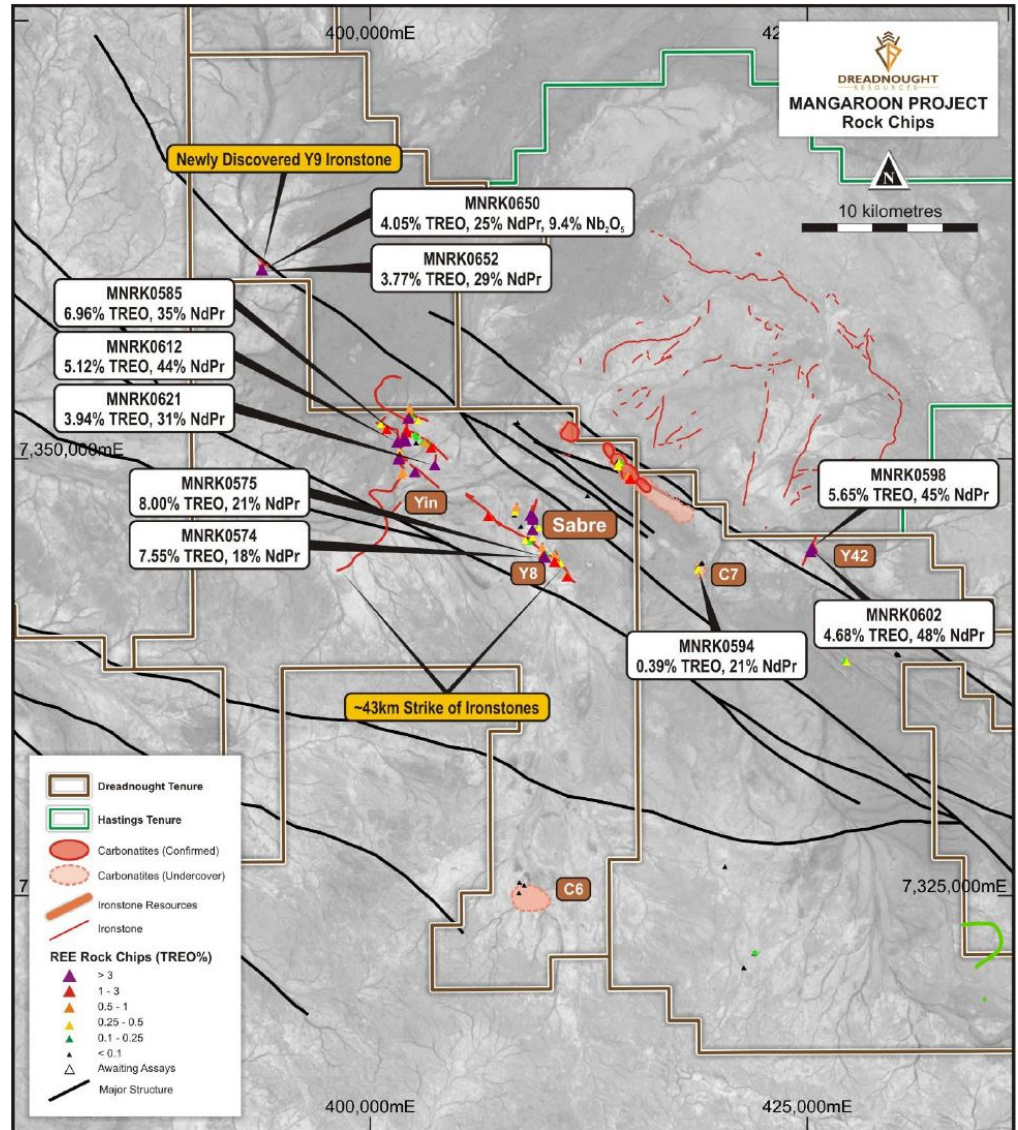 400,000mE
42
DREADNOUGHT
RESOURCES
MANGAROON PROJECT
Rock Chips
N
10 kilometres
Newly Discovered Y9 Ironstone
MNRK0650
4.05% TREO, 25% NdPr, 9.4% Nb₂O₅
MNRK0652
3.77% TREO, 29% NdPr
MNRK0585
6.96% TREO, 35% NdPr
MNRK0612
5.12% TREO, 44% NdPr
MNRK0621
3.94% TREO, 31% NdPr
7,350,000mE
MNRK0575
8.00% TREO, 21% NdPr
MNRK0574
7.55% TREO, 18% NdPr
Yin
Sabre
Y8
C7
Y42
MNRK0598
5.65% TREO, 45% NdPr
MNRK0602
4.68% TREO, 48% NdPr
MNRK0594
0.39% TREO, 21% NdPr
~43km Strike of Ironstones
C6
7
7,325,000mE
Dreadnought Tenure
Hastings Tenure
Carbonatites (Confirmed)
Carbonatites (Undercover)
Ironstone Resources
Ironstone
REE Rock Chips (TREO%)
> 3
1 - 3
0.5 - 1
0.25 - 0.5
0.1 - 0.25
< 0.1
Awaiting Assays
Major Structure
400,000mE
425,000mE